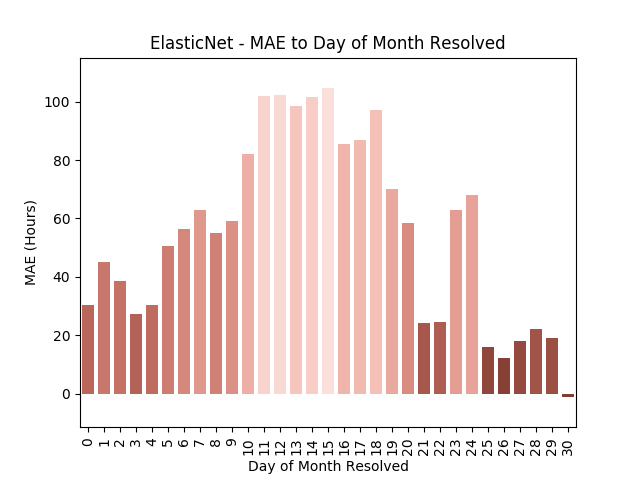 ElasticNet - MAE to Day of Month Resolved
MAE (Hours)
100
80
60
40
20
0
0 1 2 3 4 5 6 7 8 9 10 11 12 13 14 15 16 17 18 19 20 21 22 23 24 25 26 27 28 29 30
Day of Month Resolved